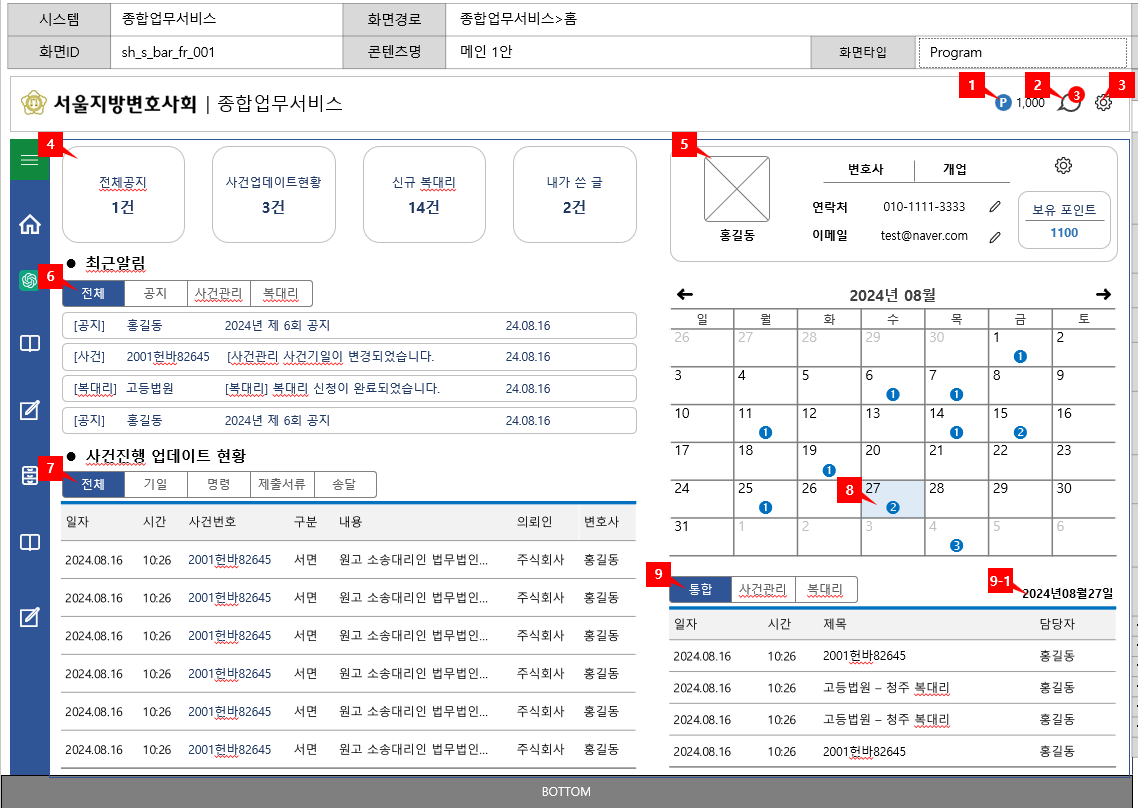 시스템 종합업무서비스 화면경로 종합업무서비스>홈
화면ID sh_s_bar_fr_001 콘텐츠명 메인 1안 화면타입 Program
1 2 3
서울지방변호사회 | 종합업무서비스 P 1,000 3
4 5
전체공지 사건업데이트현황 신규 복대리 내가 쓴 글
1건 3건 14건 2건
변호사 개업
연락처 010-1111-3333
이메일 test@naver.com
홍길동
보유 포인트
1100
최근알림
6
전체 공지 사건관리 복대리
[공지] 홍길동 2024년 제 6회 공지 24.08.16
[사건] 2001헌바82645 [사건관리 사건기일이 변경되었습니다. 24.08.16
[복대리] 고등법원 [복대리] 복대리 신청이 완료되었습니다. 24.08.16
[공지] 홍길동 2024년 제 6회 공지 24.08.16
사건진행 업데이트 현황
7
전체 기일 명령 제출서류 송달
일자 시간 사건번호 구분 내용 의뢰인 변호사
2024.08.16 10:26 2001헌바82645 서면 원고 소송대리인 법무법인... 주식회사 홍길동
2024.08.16 10:26 2001헌바82645 서면 원고 소송대리인 법무법인... 주식회사 홍길동
2024.08.16 10:26 2001헌바82645 서면 원고 소송대리인 법무법인... 주식회사 홍길동
2024.08.16 10:26 2001헌바82645 서면 원고 소송대리인 법무법인... 주식회사 홍길동
2024.08.16 10:26 2001헌바82645 서면 원고 소송대리인 법무법인... 주식회사 홍길동
2024.08.16 10:26 2001헌바82645 서면 원고 소송대리인 법무법인... 주식회사 홍길동
2024년 08월
일 월 화 수 목 금 토
26 27 28 29 30 1 2
1
3 4 5 6 7 8 9
1 1
10 11 12 13 14 15 16
1 1 2
17 18 19 20 21 22 23
1
24 25 26 27 28 29 30
1 8 2
31 1 2 3 4 5 6
3
9 9-1
통합 사건관리 복대리 2024년08월27일
일자 시간 제목 담당자
2024.08.16 10:26 2001헌바82645 홍길동
2024.08.16 10:26 고등법원 – 청주 복대리 홍길동
2024.08.16 10:26 고등법원 – 청주 복대리 홍길동
2024.08.16 10:26 2001헌바82645 홍길동
BOTTOM